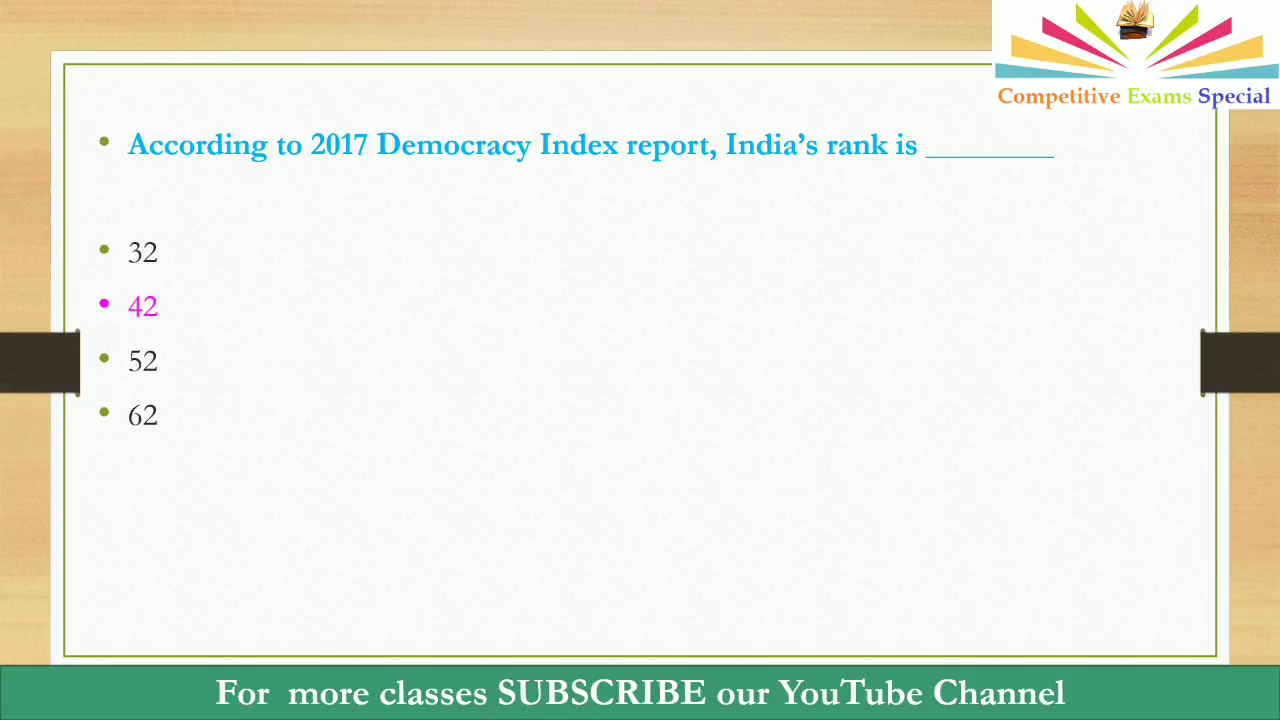 Competitive Exams Special
According to 2017 Democracy Index report, India’s rank is ________
32
42
52
62
For more classes SUBSCRIBE our YouTube Channel